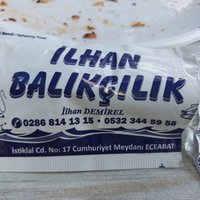 İLHAN
BALIKÇILIK
İlhan DEMİREL
0286 814 13 15 - 0532 344 59 58
İstiklal Cd. No: 17 Cumhuriyet Meydanı ECEABAT